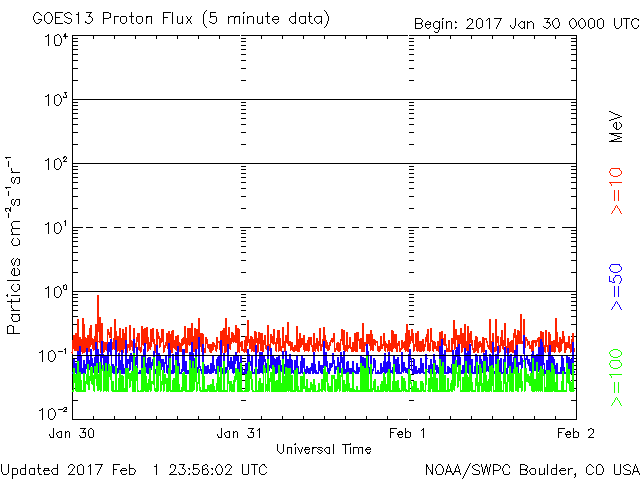 GOES13 Proton Flux (5 minute data)
Begin: 2017 Jan 30 0000 UTC
10⁴
10³
10²
10¹
10⁰
10⁻¹
10⁻²
Particles cm⁻²s⁻¹sr⁻¹
MeV
>=10
>=50
>=100
Jan 30
Jan 31
Feb 1
Feb 2
Universal Time
Updated 2017 Feb 1 23:56:02 UTC
NOAA/SWPC Boulder, CO USA